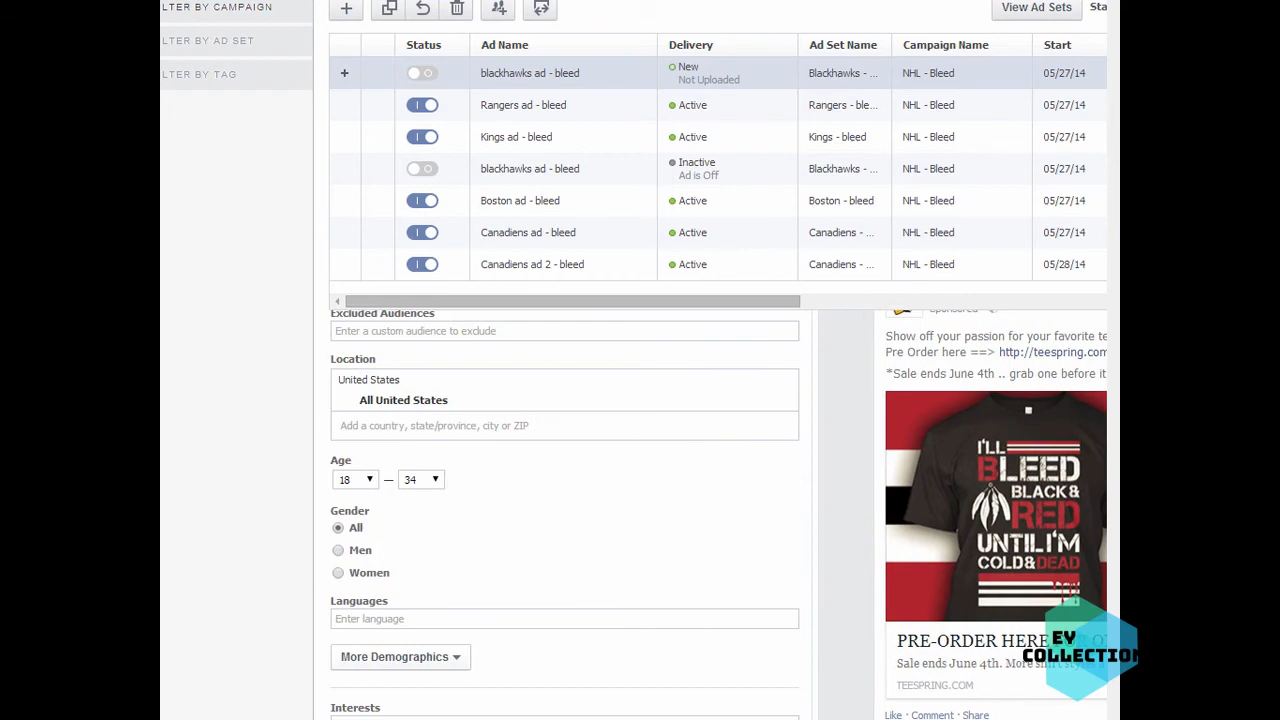 LTER BY CAMPAIGN
LTER BY AD SET
LTER BY TAG
View Ad Sets Sta
Status Ad Name Delivery Ad Set Name Campaign Name Start
blackhawks ad - bleed New Not Uploaded Blackhawks - ... NHL - Bleed 05/27/14
Rangers ad - bleed Active Rangers - ble... NHL - Bleed 05/27/14
Kings ad - bleed Active Kings - bleed NHL - Bleed 05/27/14
blackhawks ad - bleed Inactive Ad is Off Blackhawks - ... NHL - Bleed 05/27/14
Boston ad - bleed Active Boston - bleed NHL - Bleed 05/27/14
Canadiens ad - bleed Active Canadiens - ... NHL - Bleed 05/27/14
Canadiens ad 2 - bleed Active Canadiens - ... NHL - Bleed 05/28/14
Excluded Audiences
Enter a custom audience to exclude
Location
United States
All United States
Add a country, state/province, city or ZIP
Age
18 — 34
Gender
All
Men
Women
Languages
Enter language
More Demographics
Interests
Sponsored
Show off your passion for your favorite te
Pre Order here ==> http://teespring.com
*Sale ends June 4th .. grab one before it
I'LL
BLEED
BLACK &
RED
UNTIL I'M
COLD & DEAD
PRE-ORDER HERE
Sale ends June 4th. More
TEESPRING.COM
Like · Comment · Share
EY
COLLECTION